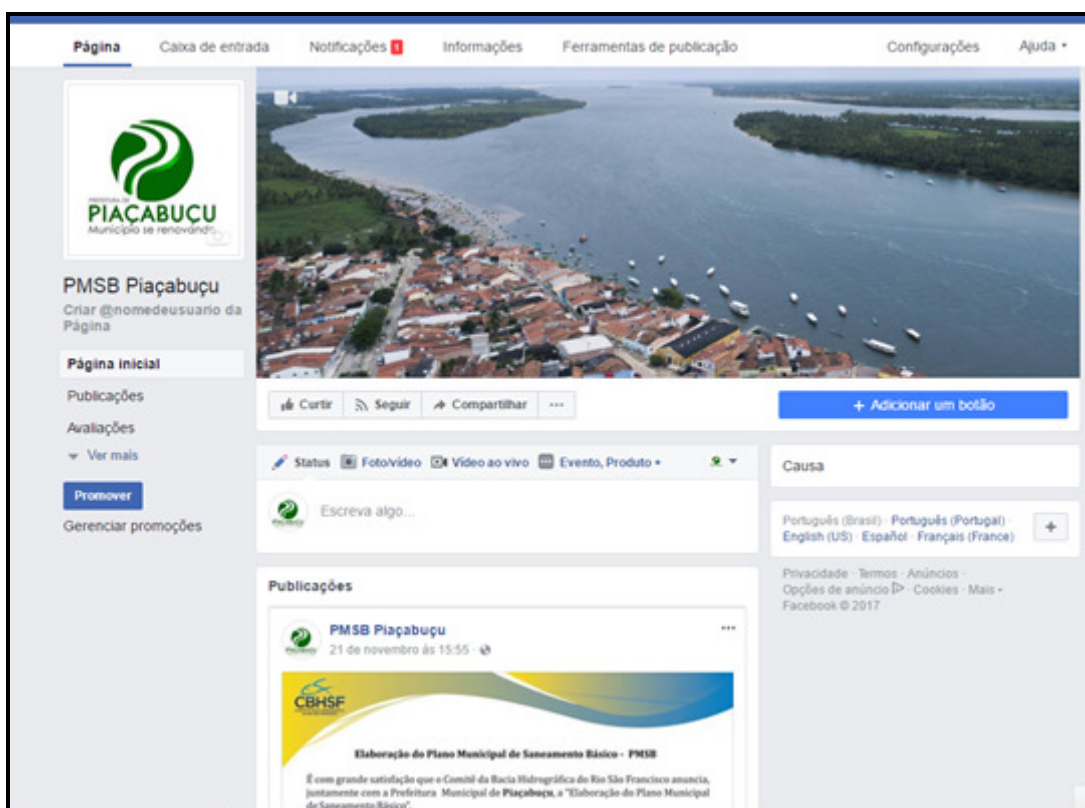 Página Caixa de entrada Notificações 1 Informações Ferramentas de publicação Configurações Ajuda
PREFEITURA DE
PIAÇABUÇU
Município se renovando
PMSB Piaçabuçu
Criar @nomedeusuario da
Página
Página inicial
Publicações
Avaliações
Ver mais
Promover
Gerenciar promoções
Curtir Seguir Compartilhar ...
+ Adicionar um botão
Status Foto/vídeo Vídeo ao vivo Evento, Produto
Escreva algo...
Causa
Português (Brasil) · Português (Portugal) ·
English (US) · Español · Français (France)
+
Privacidade · Termos · Anúncios ·
Opções de anúncio · Cookies · Mais
Facebook © 2017
Publicações
PMSB Piaçabuçu
...
21 de novembro às 15:55 ·
CBHSF
Elaboração do Plano Municipal de Saneamento Básico - PMSB
É com grande satisfação que o Comitê da Bacia Hidrográfica do Rio São Francisco anuncia,
juntamente com a Prefeitura Municipal de Piaçabuçu, a "Elaboração do Plano Municipal
de Saneamento Básico".